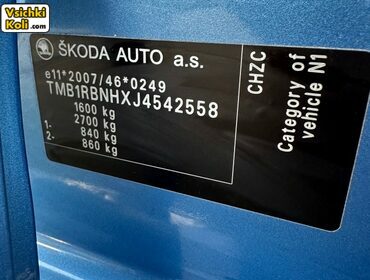 Vsichki
Koli.com
ŠKODA AUTO a.s.
e11*2007/46*0249
TMB1RBNHXJ4542558
1600 kg
1- 2700 kg
2- 840 kg
860 kg
CHZC
Category of
vehicle N1